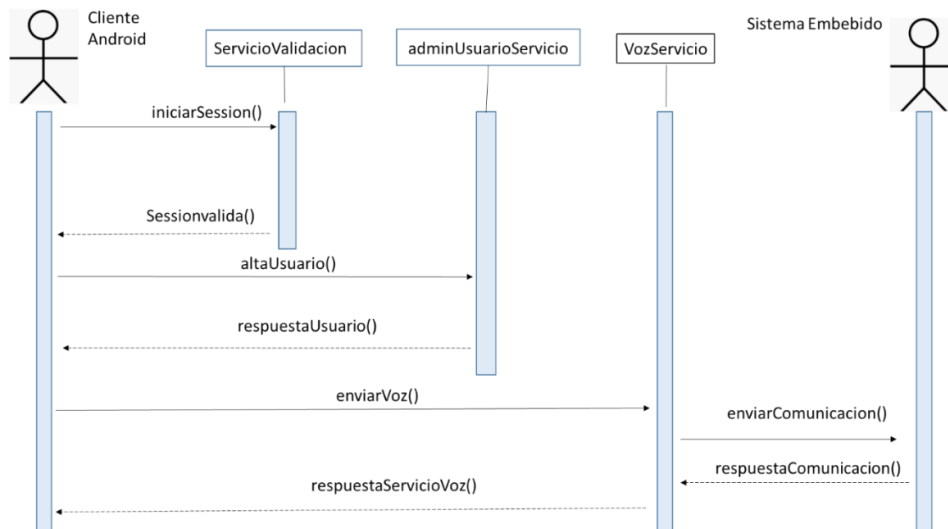 Cliente
Android
ServicioValidacion
adminUsuarioServicio
VozServicio
Sistema Embebido
iniciarSession()
Sessionvalida()
altaUsuario()
respuestaUsuario()
enviarVoz()
enviarComunicacion()
respuestaComunicacion()
respuestaServicioVoz()